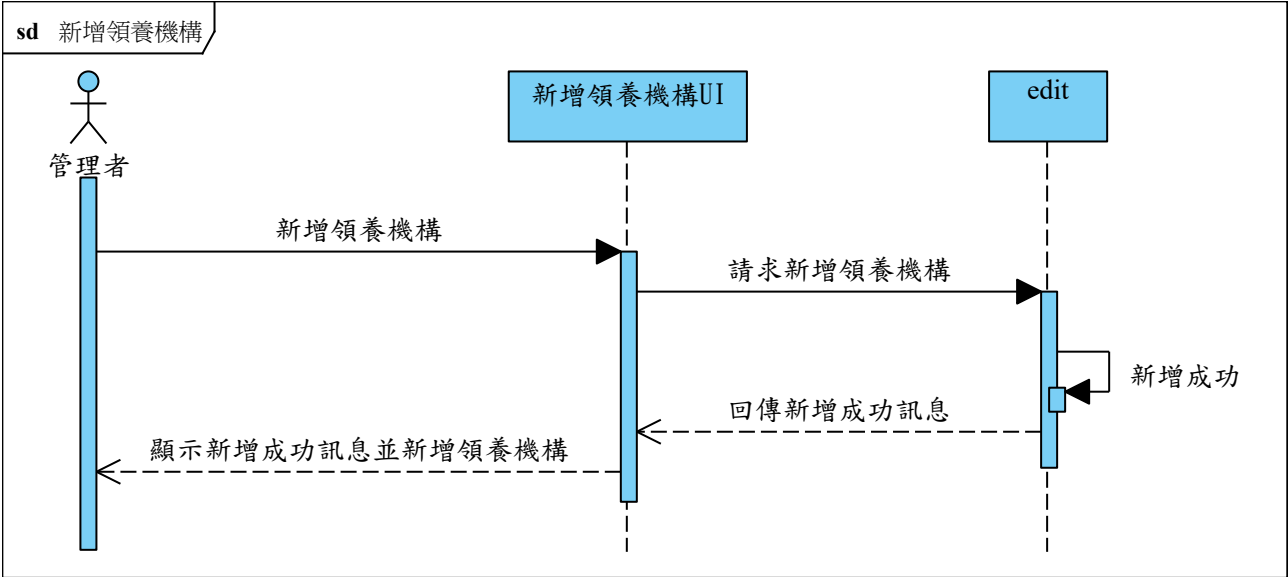 sd 新增領養機構
新增領養機構UI
edit
管理者
新增領養機構
請求新增領養機構
新增成功
回傳新增成功訊息
顯示新增成功訊息並新增領養機構